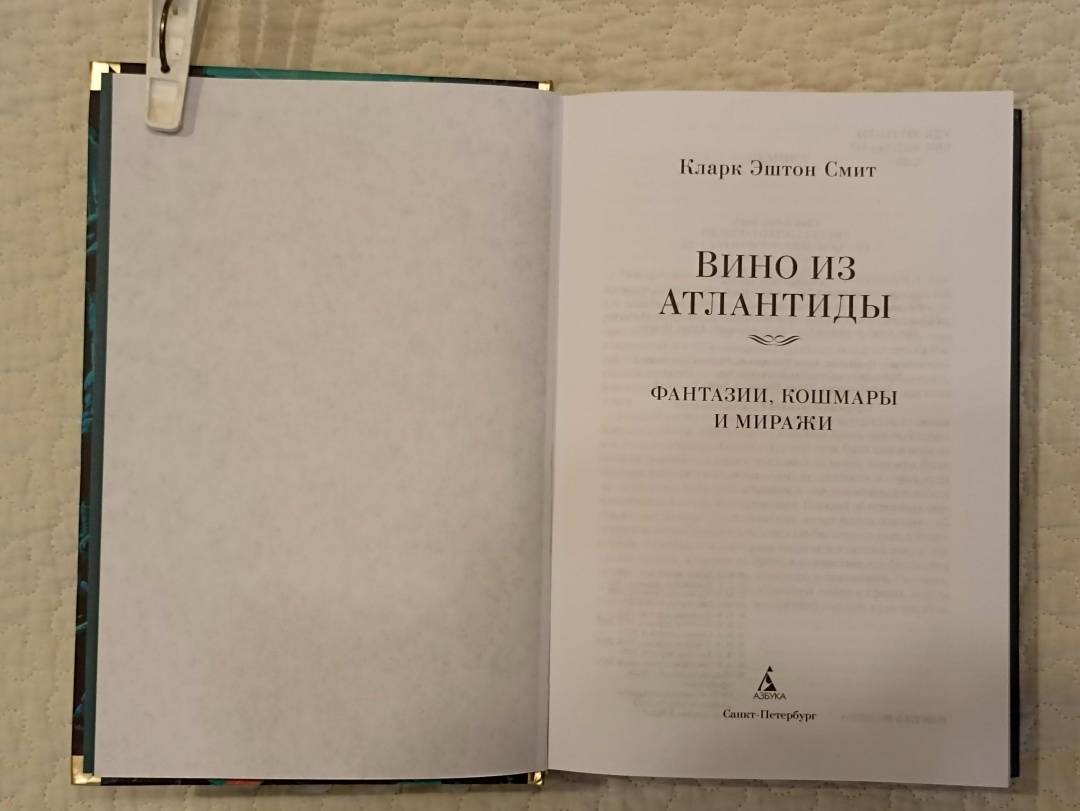 Кларк Эштон Смит
Вино из
Атлантиды
ФАНТАЗИИ, КОШМАРЫ
И МИРАЖИ
АЗБУКА
Санкт-Петербург